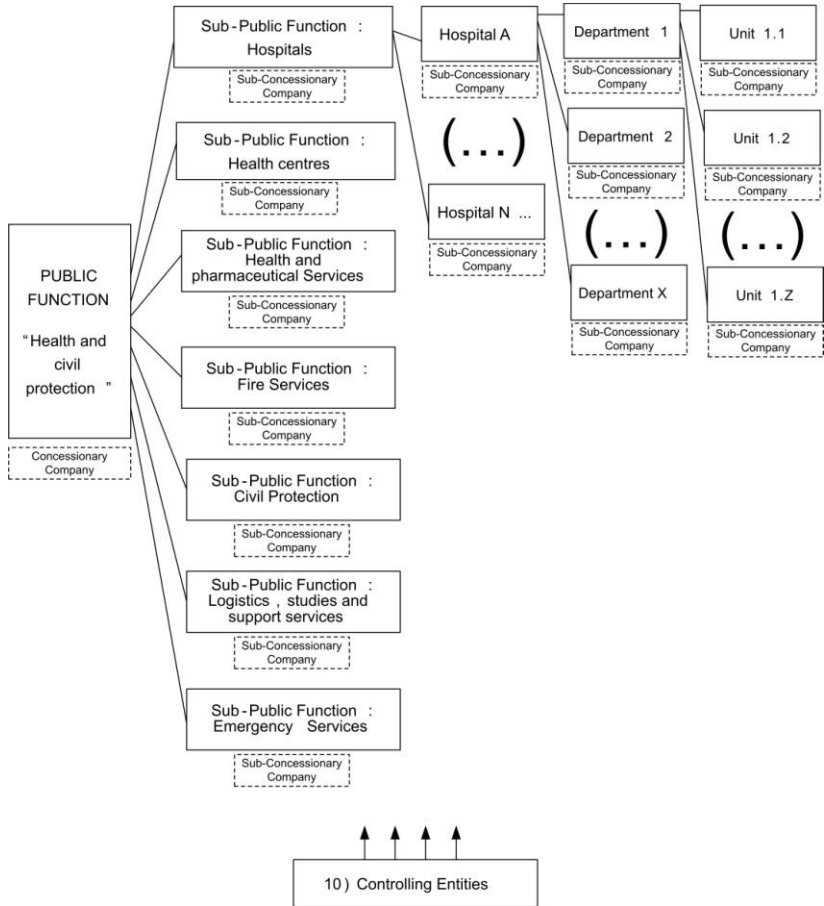 Sub-Public Function :
Hospitals
Sub-Concessionary
Company
Hospital A
Sub-Concessionary
Company
Department 1
Sub-Concessionary
Company
Unit 1.1
Sub-Concessionary
Company
(...)
Department 2
Sub-Concessionary
Company
Unit 1.2
Sub-Concessionary
Company
Hospital N ...
Sub-Concessionary
Company
(...)
(...)
Department X
Sub-Concessionary
Company
Unit 1.Z
Sub-Concessionary
Company
Sub-Public Function :
Health centres
Sub-Concessionary
Company
PUBLIC
FUNCTION
“Health and
civil
protection ”
Concessionary
Company
Sub-Public Function :
Health and
pharmaceutical Services
Sub-Concessionary
Company
Sub-Public Function :
Fire Services
Sub-Concessionary
Company
Sub-Public Function :
Civil Protection
Sub-Concessionary
Company
Sub-Public Function :
Logistics , studies and
support services
Sub-Concessionary
Company
Sub-Public Function :
Emergency Services
Sub-Concessionary
Company
10) Controlling Entities